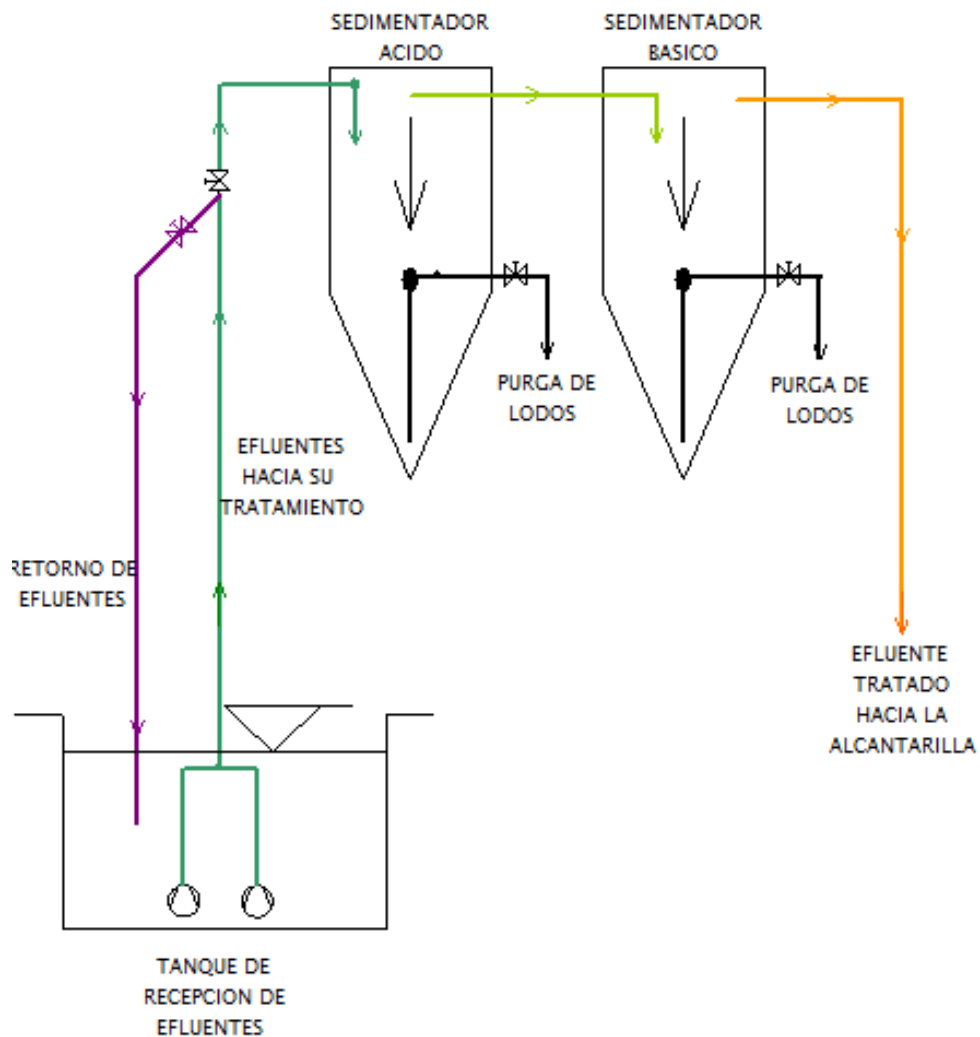 SEDIMENTADOR
ACIDO
SEDIMENTADOR
BASICO
PURGA DE
LODOS
PURGA DE
LODOS
EFLUENTES
HACIA SU
TRATAMIENTO
RETORNO DE
EFLUENTES
EFLUENTE
TRATADO
HACIA LA
ALCANTARILLA
TANQUE DE
RECEPCION DE
EFLUENTES